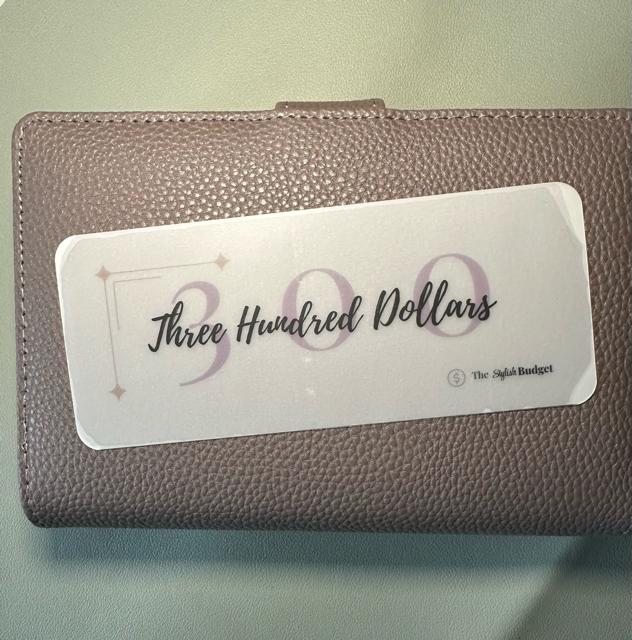 300
Three Hundred Dollars
$ The Stylish Budget